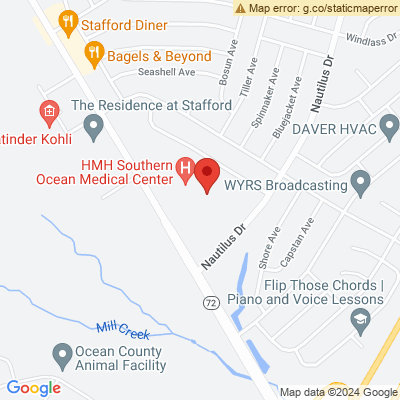 Map error: g.co/staticmaperror
Stafford Diner
Bagels & Beyond
Seashell Ave
Bosun Ave
Tiller Ave
Spinnaker Ave
Bluejacket Ave
Windlass Dr
Nautilus Dr
The Residence at Stafford
DAVER HVAC
atinder Kohli
HMH Southern
Ocean Medical Center
H
WYRS Broadcasting
Nautilus Dr
Shore Ave
Capstan Ave
72
Flip Those Chords |
Piano and Voice Lessons
Mill Creek
Ocean County
Animal Facility
Google
Map data ©2024 Google